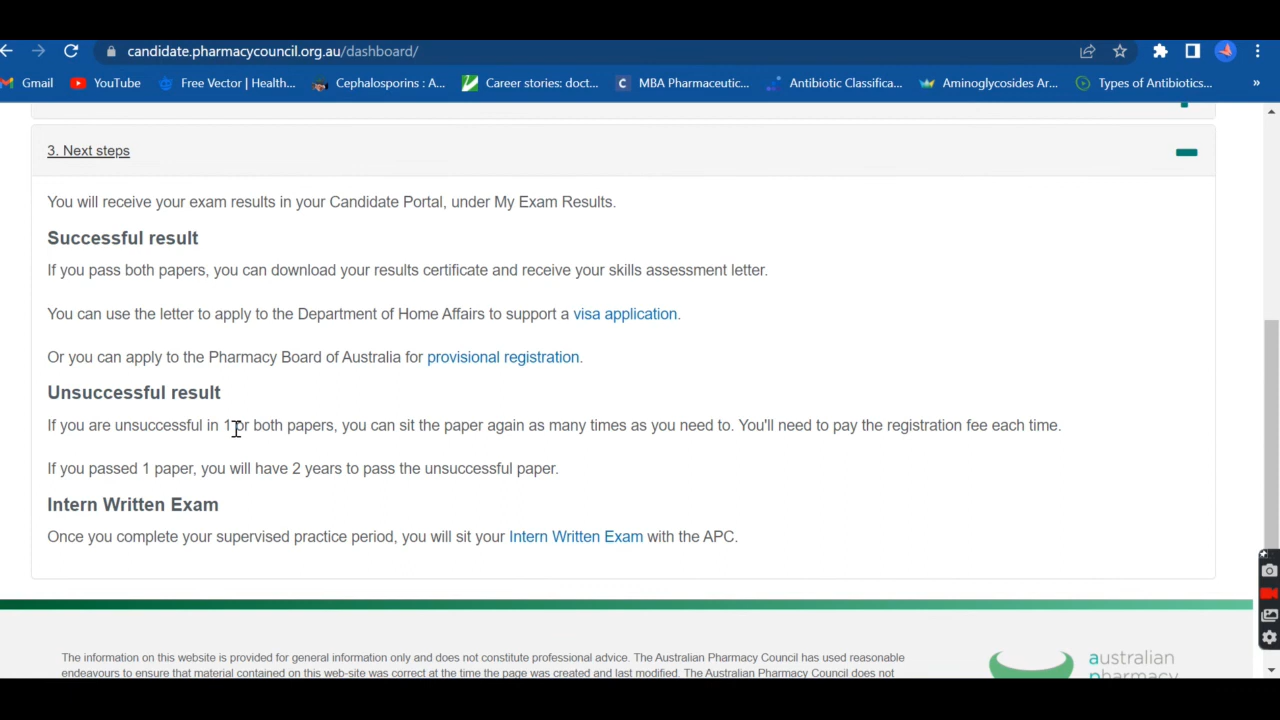 candidate.pharmacycouncil.org.au/dashboard/
Gmail YouTube Free Vector | Health... Cephalosporins : A... Career stories: doct... MBA Pharmaceutic... Antibiotic Classifica... Aminoglycosides Ar... Types of Antibiotics... »
3. Next steps
You will receive your exam results in your Candidate Portal, under My Exam Results.
Successful result
If you pass both papers, you can download your results certificate and receive your skills assessment letter.
You can use the letter to apply to the Department of Home Affairs to support a visa application.
Or you can apply to the Pharmacy Board of Australia for provisional registration.
Unsuccessful result
If you are unsuccessful in 1 or both papers, you can sit the paper again as many times as you need to. You'll need to pay the registration fee each time.
If you passed 1 paper, you will have 2 years to pass the unsuccessful paper.
Intern Written Exam
Once you complete your supervised practice period, you will sit your Intern Written Exam with the APC.
The information on this website is provided for general information only and does not constitute professional advice. The Australian Pharmacy Council has used reasonable
endeavours to ensure that material contained on this web-site was correct at the time the page was created and last modified. The Australian Pharmacy Council does not
australian
pharmacy